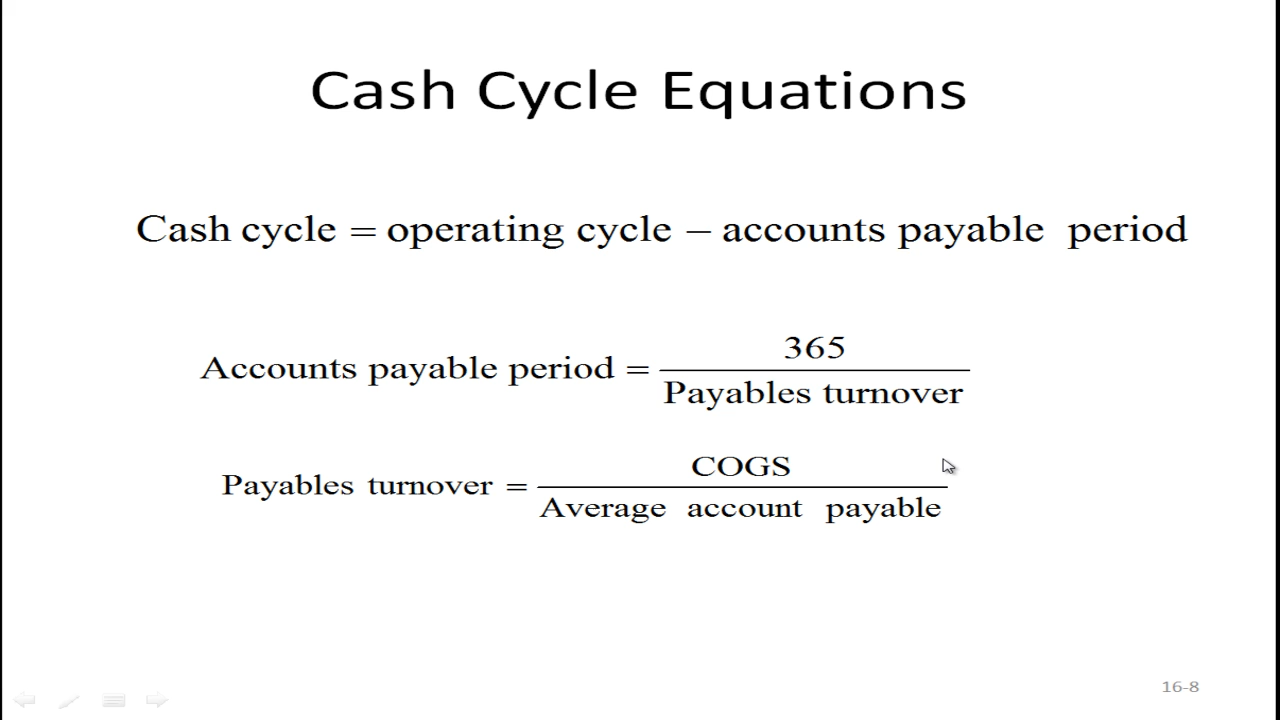 Cash Cycle Equations
Cash cycle = operating cycle − accounts payable period
Accounts payable period = 365 / Payables turnover
Payables turnover = COGS / Average account payable
16-8